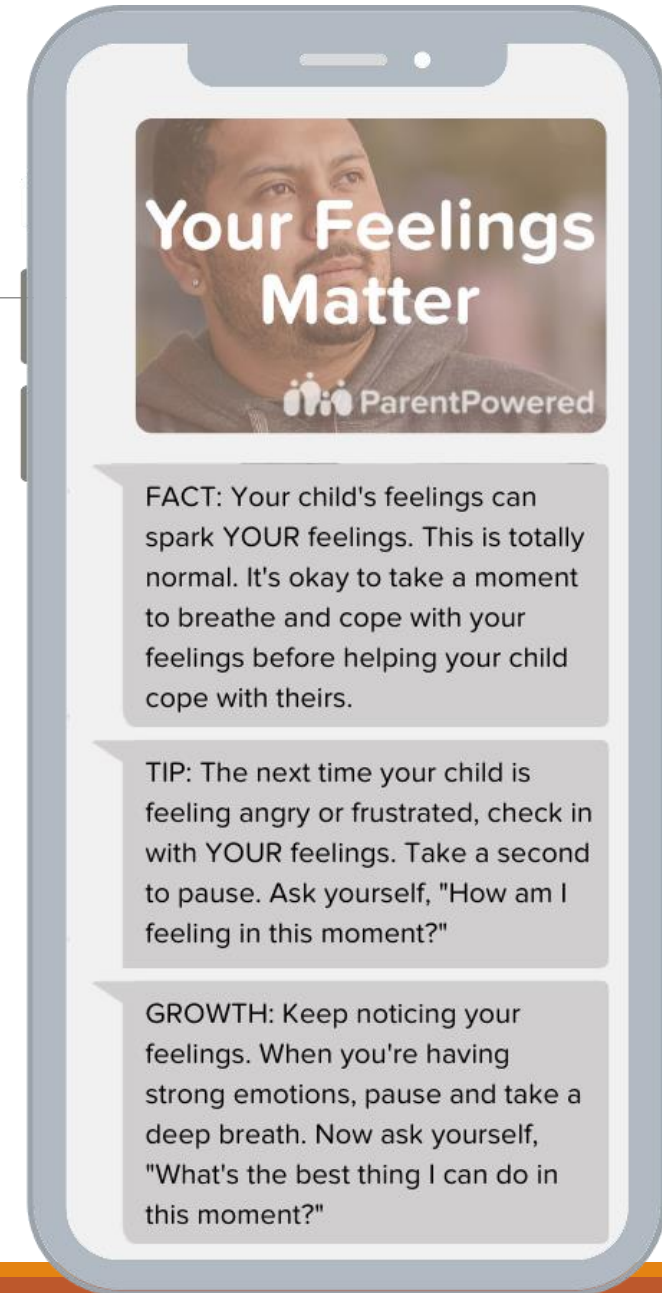 Your Feelings
Matter
ParentPowered
FACT: Your child's feelings can
spark YOUR feelings. This is totally
normal. It's okay to take a moment
to breathe and cope with your
feelings before helping your child
cope with theirs.
TIP: The next time your child is
feeling angry or frustrated, check in
with YOUR feelings. Take a second
to pause. Ask yourself, "How am I
feeling in this moment?"
GROWTH: Keep noticing your
feelings. When you're having
strong emotions, pause and take a
deep breath. Now ask yourself,
"What's the best thing I can do in
this moment?"